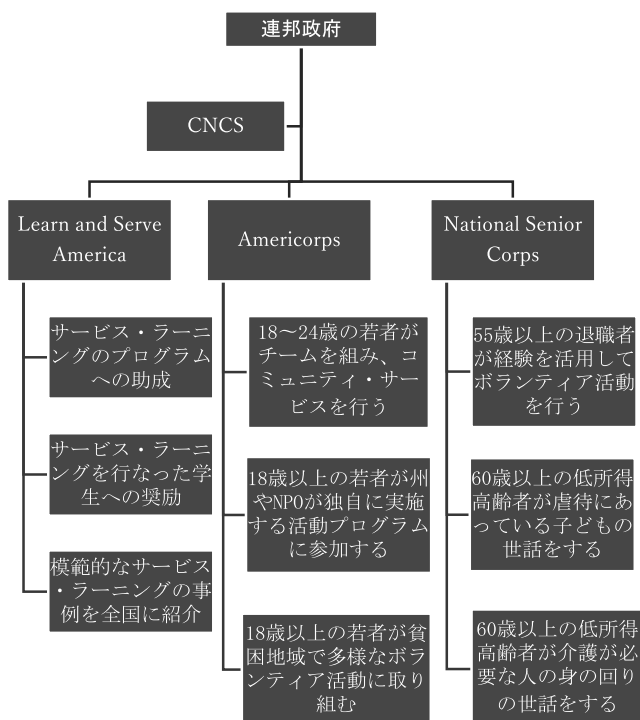 連邦政府
CNCS
Learn and Serve
America
サービス・ラーニ
ングのプログラム
への助成
サービス・ラーニ
ングを行なった学
生への奨励
模範的なサービス
・ラーニングの事
例を全国に紹介
Americorps
18〜24歳の若者が
チームを組み、コ
ミュニティ・サー
ビスを行う
18歳以上の若者が州
やNPOが独自に実施
する活動プログラム
に参加する
18歳以上の若者が貧
困地域で多様なボラ
ンティア活動に取り
組む
National Senior
Corps
55歳以上の退職者
が経験を活用して
ボランティア活動
を行う
60歳以上の低所得
高齢者が虐待にあ
っている子どもの
世話をする
60歳以上の低所得
高齢者が介護が必
要な人の身の回り
の世話をする